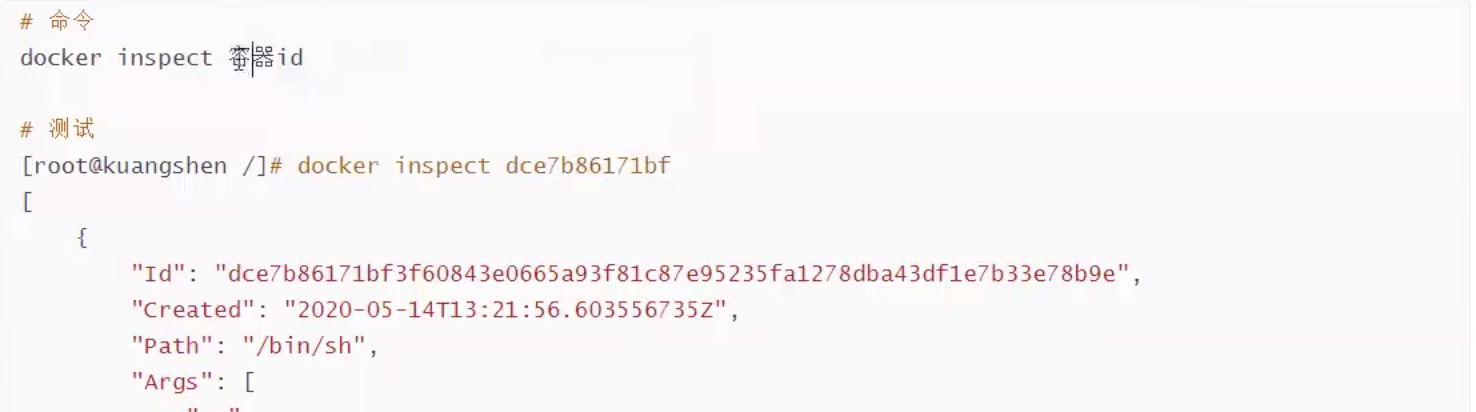 # 命令
docker inspect 容器id
# 测试
[root@kuangshen /]# docker inspect dce7b86171bf
[
{
"Id": "dce7b86171bf3f60843e0665a93f81c87e95235fa1278dba43df1e7b33e78b9e",
"Created": "2020-05-14T13:21:56.603556735Z",
"Path": "/bin/sh",
"Args": [